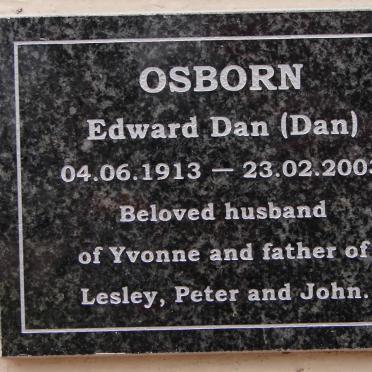 OSBORN
Edward Dan (Dan)
04.06.1913 — 23.02.2003
Beloved husband
of Yvonne and father of
Lesley, Peter and John.